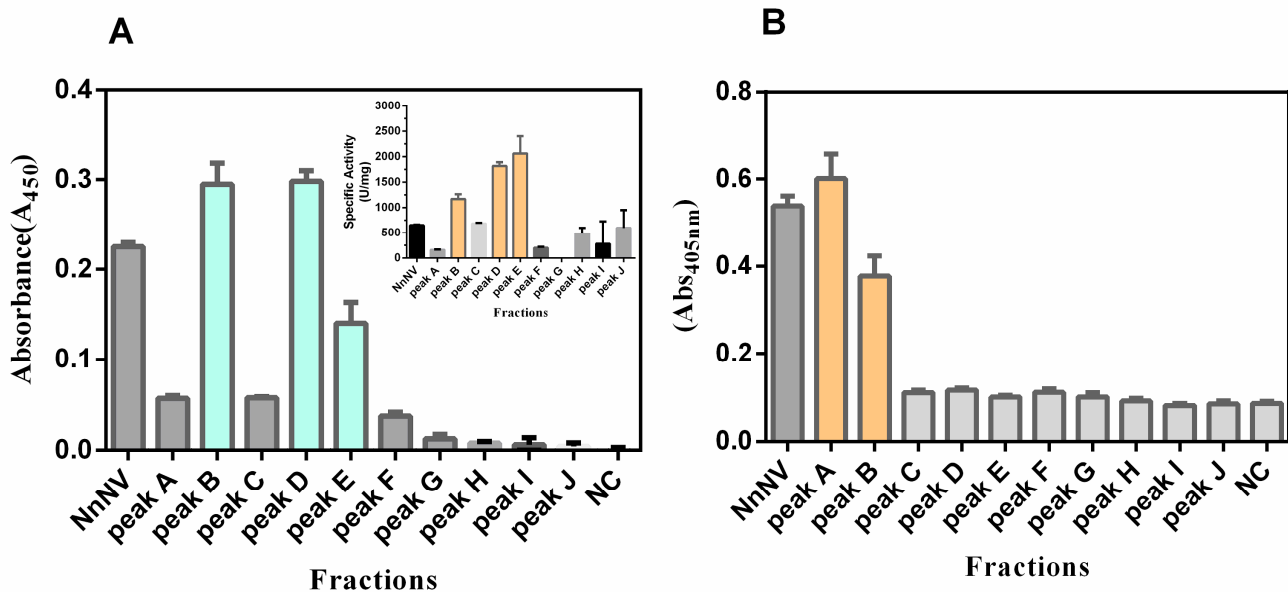 A
Absorbance(A450)
0.4
0.3
0.2
0.1
0.0
NnNV
peak A
peak B
peak C
peak D
peak E
peak F
peak G
peak H
peak I
peak J
NC
Fractions
Specific Activity
(U/mg)
3000
2500
2000
1500
1000
500
0
NnNV
peak A
peak B
peak C
peak D
peak E
peak F
peak G
peak H
peak I
peak J
Fractions
B
(Abs405nm)
0.8
0.6
0.4
0.2
0.0
NnNV
peak A
peak B
peak C
peak D
peak E
peak F
peak G
peak H
peak I
peak J
NC
Fractions